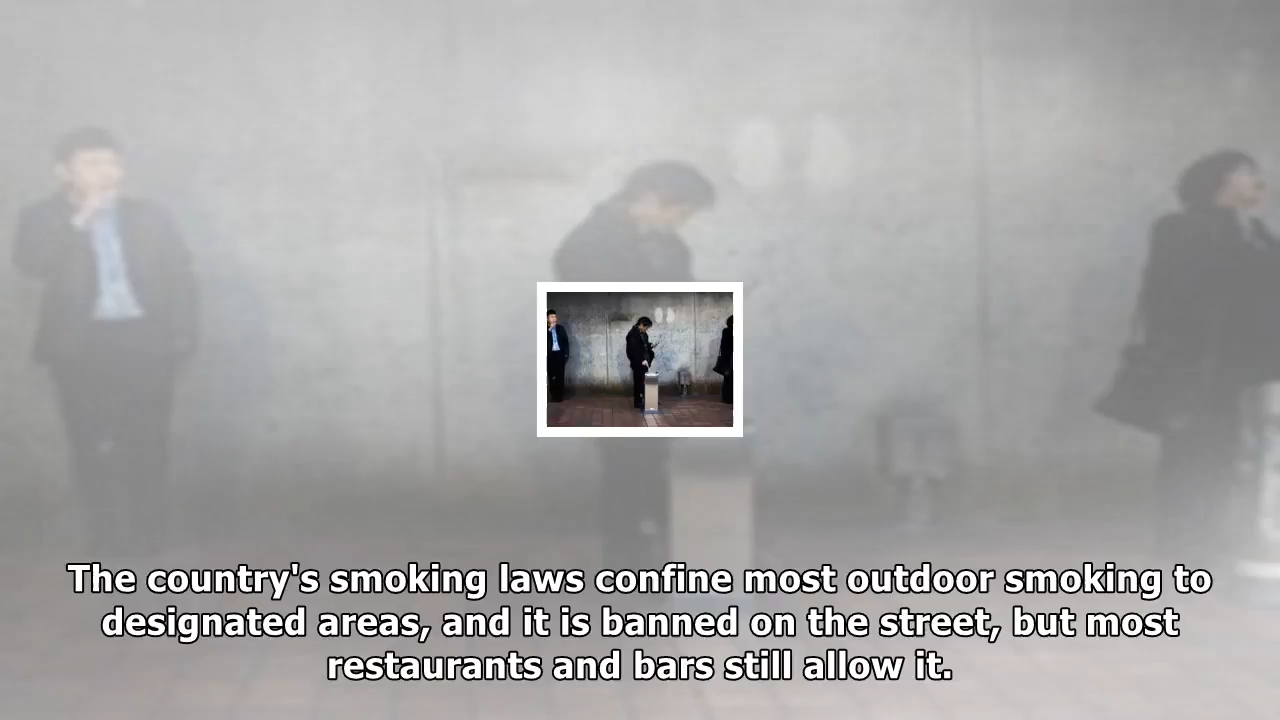 The country's smoking laws confine most outdoor smoking to
designated areas, and it is banned on the street, but most
restaurants and bars still allow it.